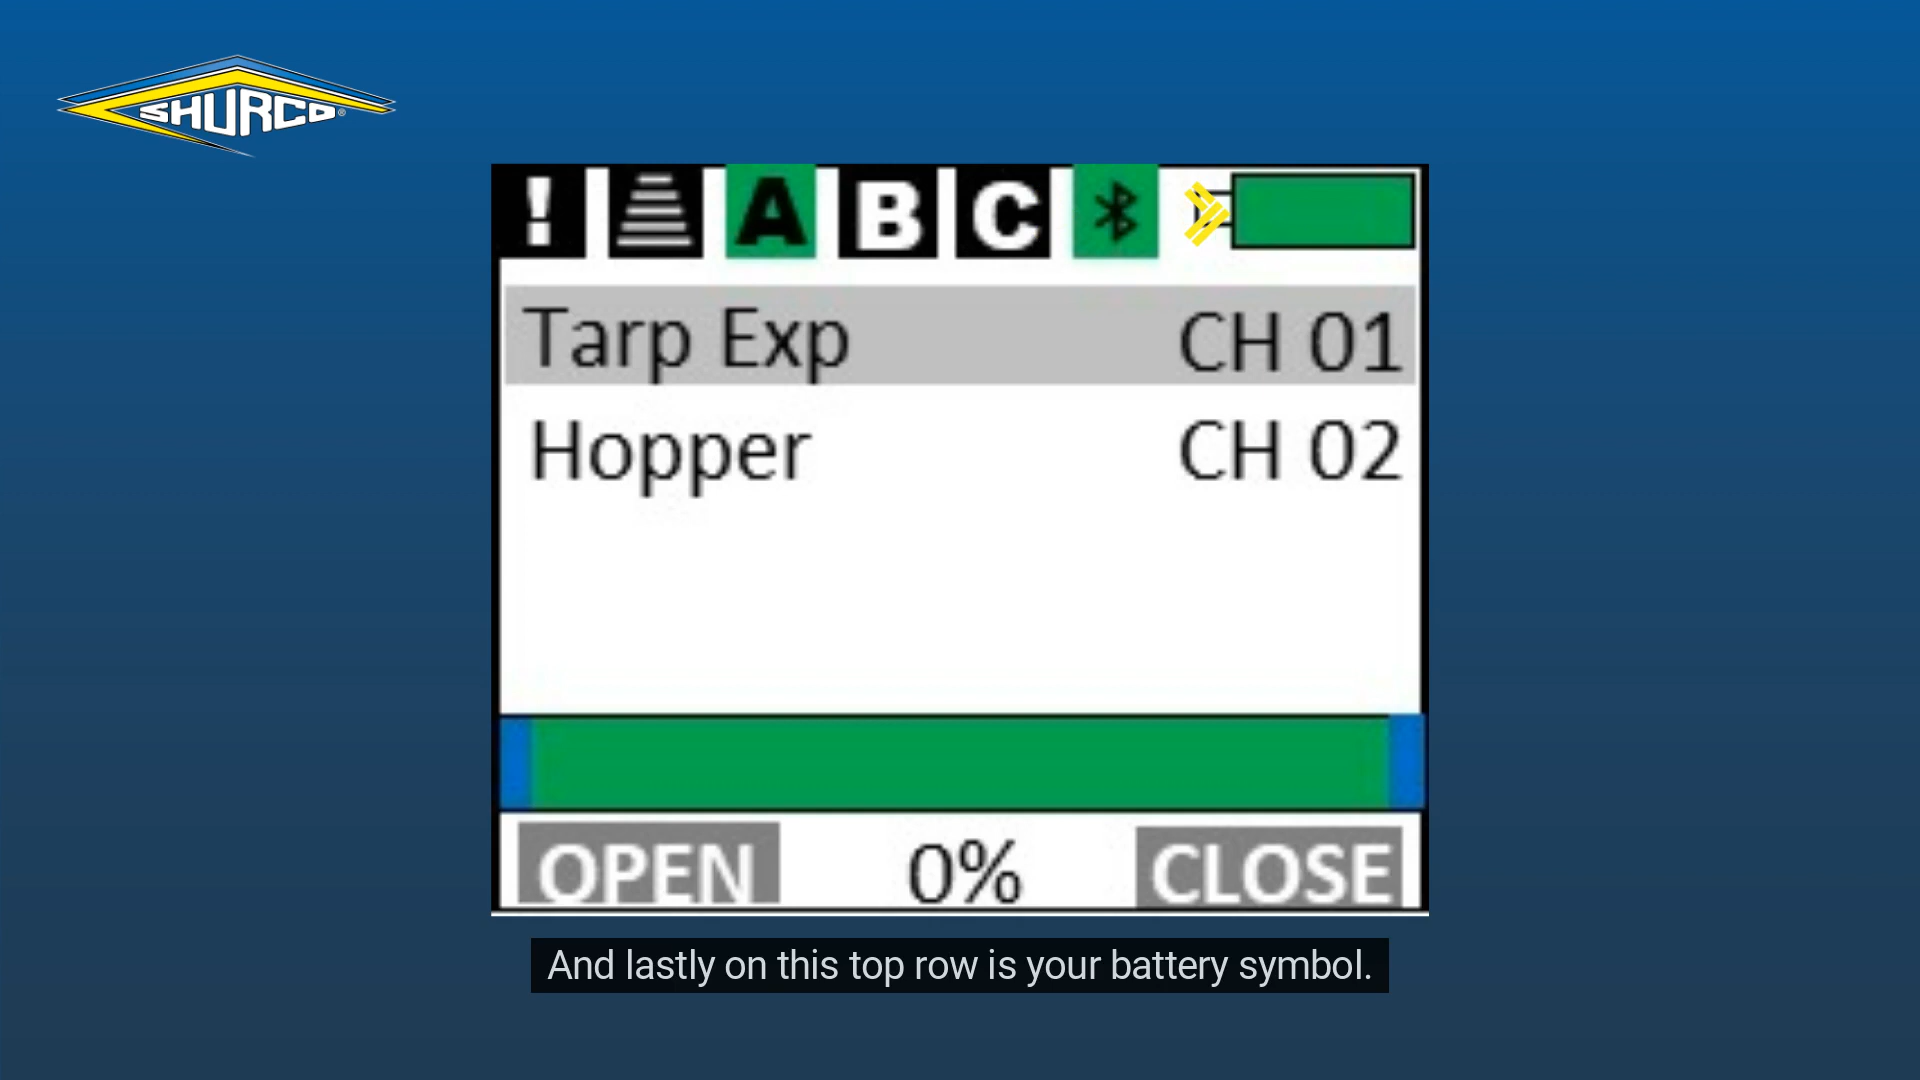 SHURCO®
! A B C
Tarp Exp CH 01
Hopper CH 02
OPEN 0% CLOSE
And lastly on this top row is your battery symbol.